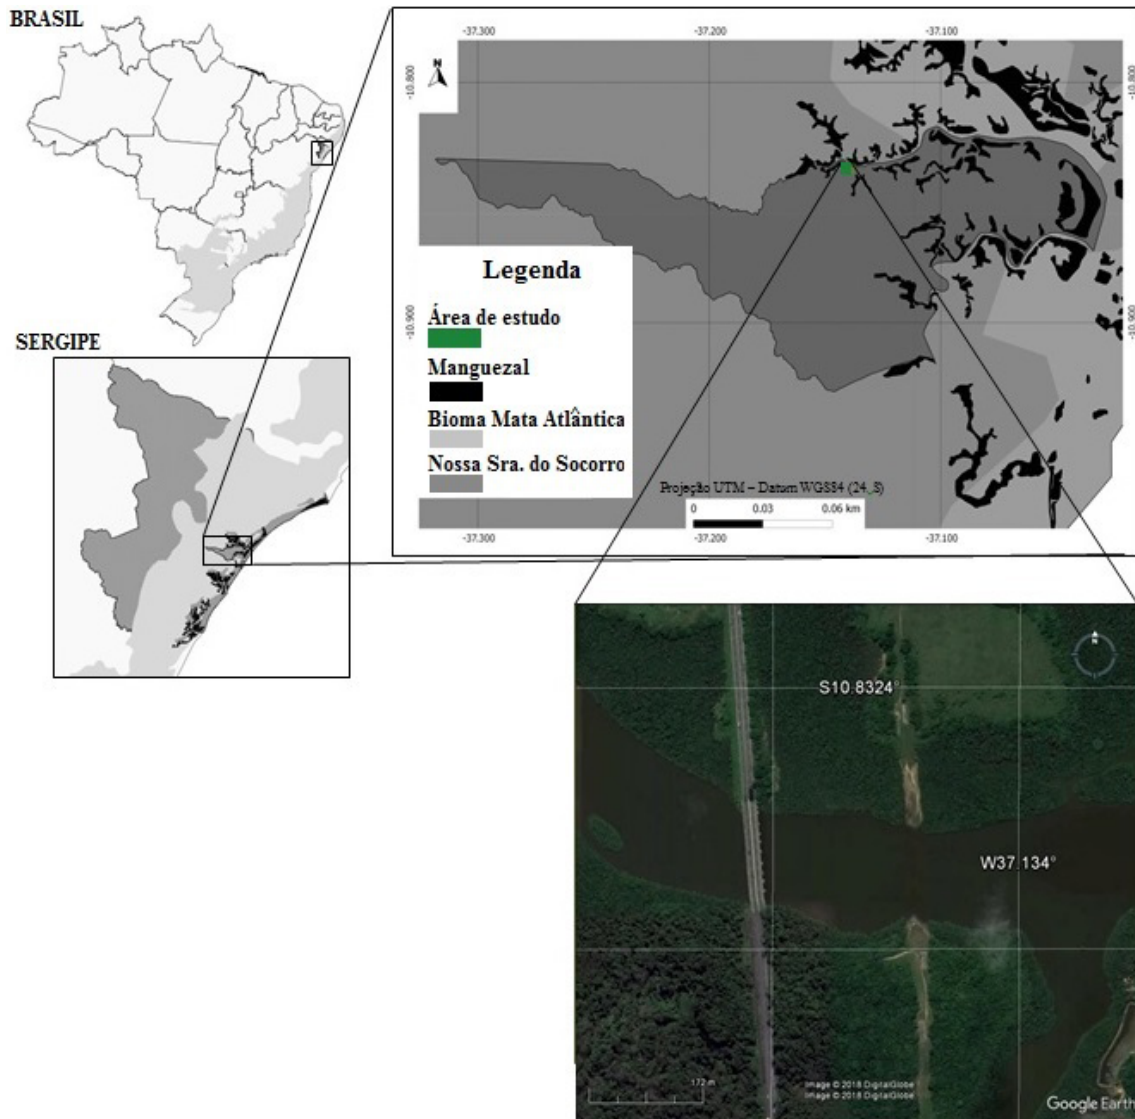 BRASIL
-37.300
-37.200
-37.100
N
-10.800
-10.800
Legenda
Área de estudo
Manguezal
Bioma Mata Atlântica
Nossa Sra. do Socorro
-10.900
-10.900
Projeção UTM – Datum WGS84 (24 S)
0 0.03 0.06 km
-37.300
-37.200
-37.100
SERGIPE
N
S10.8324°
W37.134°
172 m
Image © 2018 DigitalGlobe
Image © 2018 DigitalGlobe
Google Earth